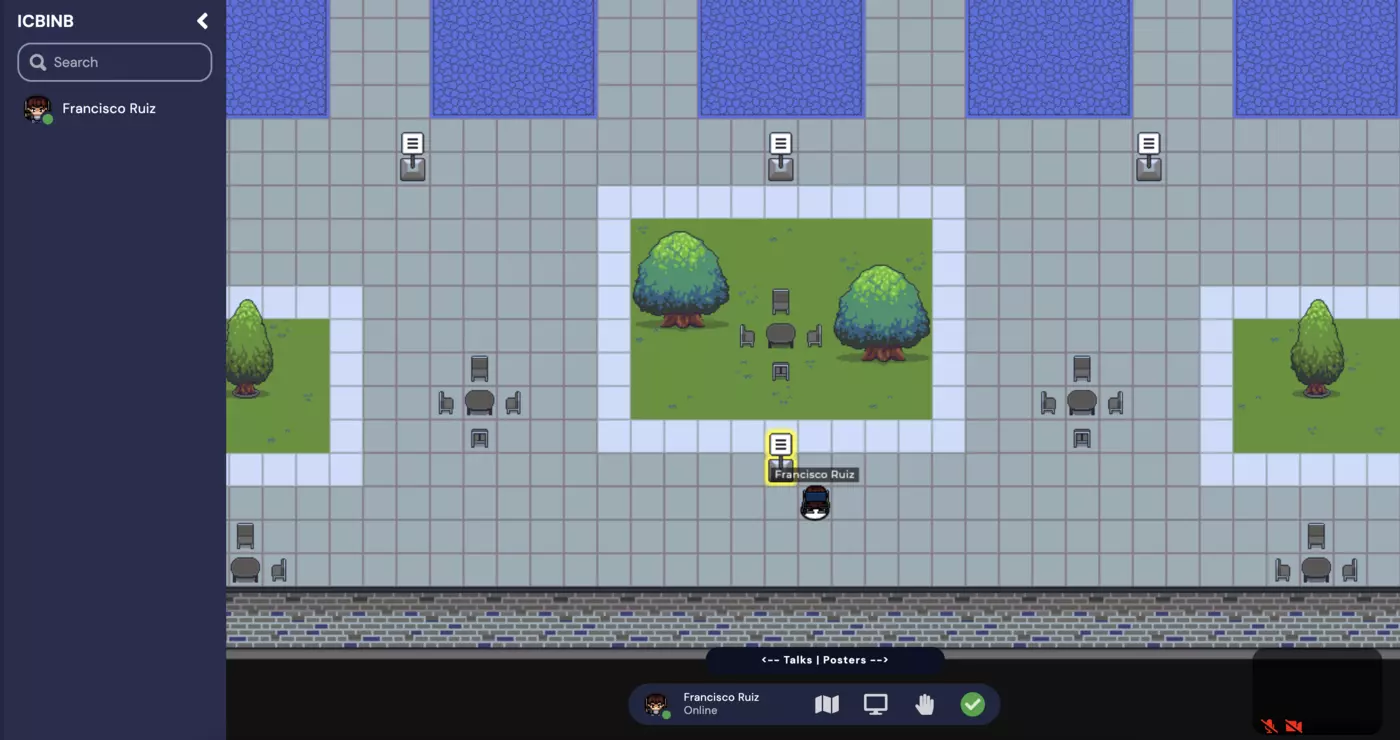 ICBINB
Search
Francisco Ruiz
Francisco Ruiz
<-- Talks | Posters -->
Francisco Ruiz
Online